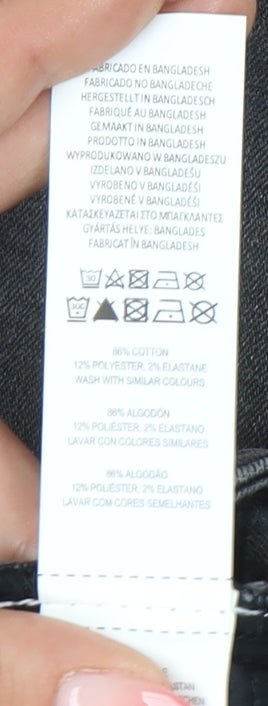 FABRICADO EN BANGLADESH
FABRICADO NO BANGLADECHE
HERGESTELLT IN BANGLADESCH
FABRIQUÉ AU BANGLADESH
GEMAAKT IN BANGLADESH
PRODOTTO IN BANGLADESH
WYPRODUKOWANO W BANGLADESZU
IZDELANO V BANGLADEŠU
VYROBENO V BANGLADÉŠI
VYROBENÉ V BANGLADÉŠI
ΚΑΤΑΣΚΕΥΑΖΕΤΑΙ ΣΤΟ ΜΠΑΓΚΛΑΝΤΕΣ
GYÁRTÁS HELYE: BANGLADES
FABRICAT ÎN BANGLADESH
30
30C
86% COTTON
12% POLYESTER, 2% ELASTANE
WASH WITH SIMILAR COLOURS
86% ALGODÓN
12% POLIÉSTER, 2% ELASTANO
LAVAR CON COLORES SIMILARES
86% ALGODÃO
12% POLIÉSTER, 2% ELASTANO
LAVAR COM CORES SEMELHANTES